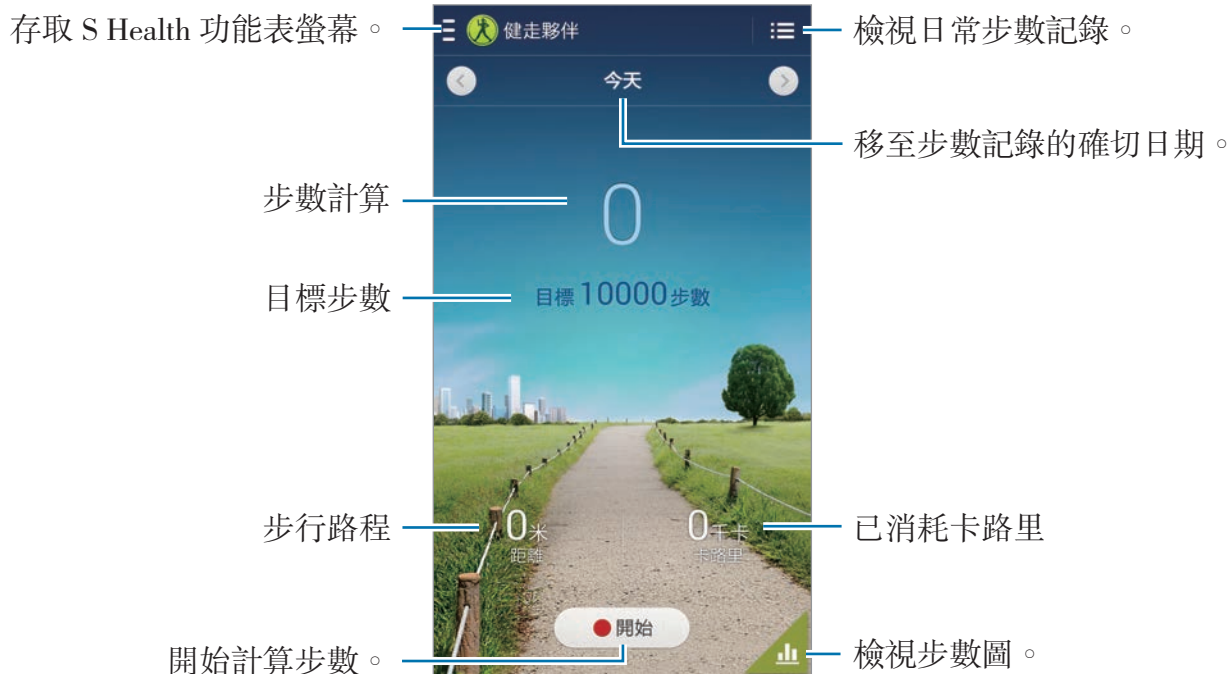 存取 S Health 功能表螢幕。
健走夥伴
檢視日常步數記錄。
今天
移至步數記錄的確切日期。
步數計算
0
目標步數
目標 10000 步數
步行路程
0米
距離
0千卡
卡路里
已消耗卡路里
開始
開始計算步數。
檢視步數圖。